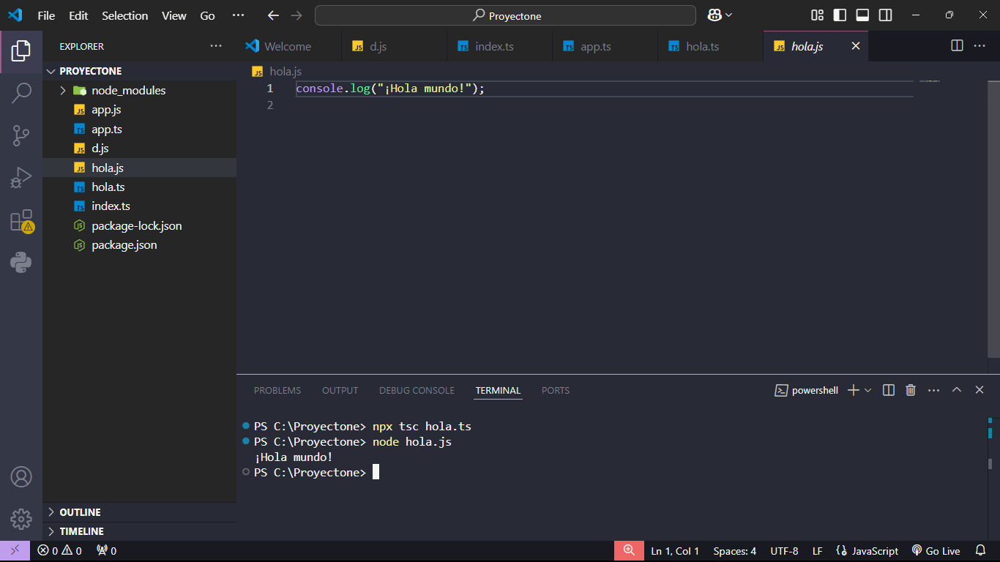 File Edit Selection View Go ··· Proyectone
EXPLORER ···
PROYECTONE
node_modules
app.js
app.ts
d.js
hola.js
hola.ts
index.ts
package-lock.json
package.json
OUTLINE
TIMELINE
Welcome d.js index.ts app.ts hola.ts hola.js
hola.js
1 console.log("¡Hola mundo!");
2
PROBLEMS OUTPUT DEBUG CONSOLE TERMINAL PORTS powershell
PS C:\Proyectone> npx tsc hola.ts
PS C:\Proyectone> node hola.js
¡Hola mundo!
PS C:\Proyectone>
0 0 0 Ln 1, Col 1 Spaces: 4 UTF-8 LF JavaScript Go Live